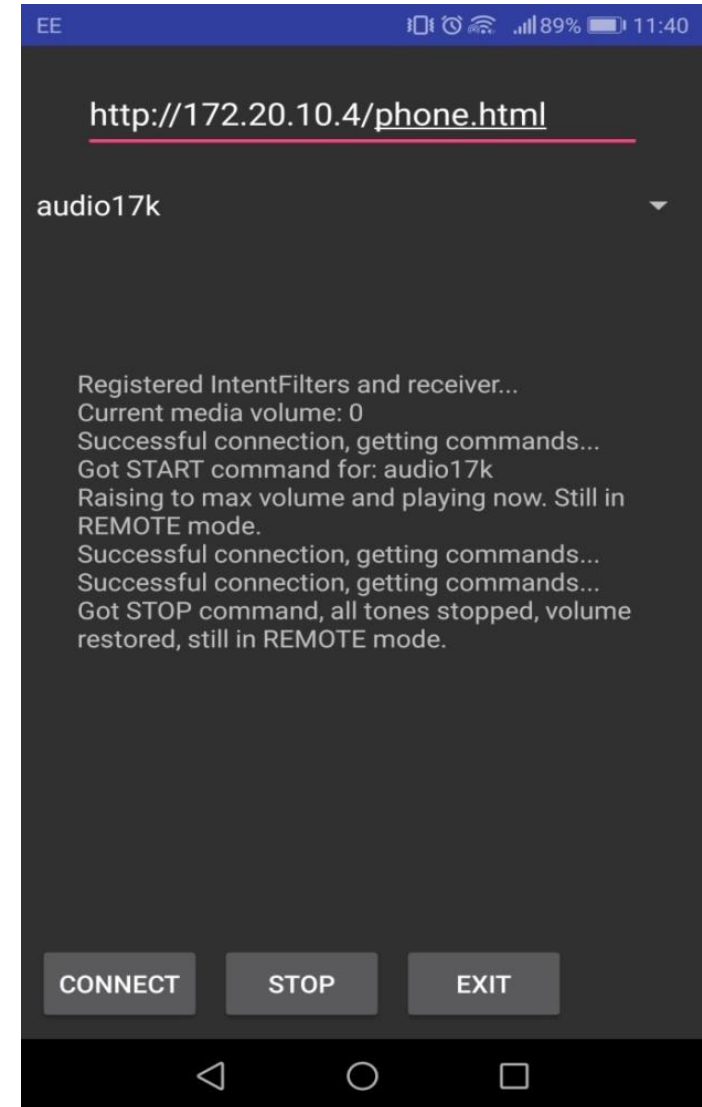 EE 89% 11:40
http://172.20.10.4/phone.html
audio17k
Registered IntentFilters and receiver...
Current media volume: 0
Successful connection, getting commands...
Got START command for: audio17k
Raising to max volume and playing now. Still in
REMOTE mode.
Successful connection, getting commands...
Successful connection, getting commands...
Got STOP command, all tones stopped, volume
restored, still in REMOTE mode.
CONNECT STOP EXIT